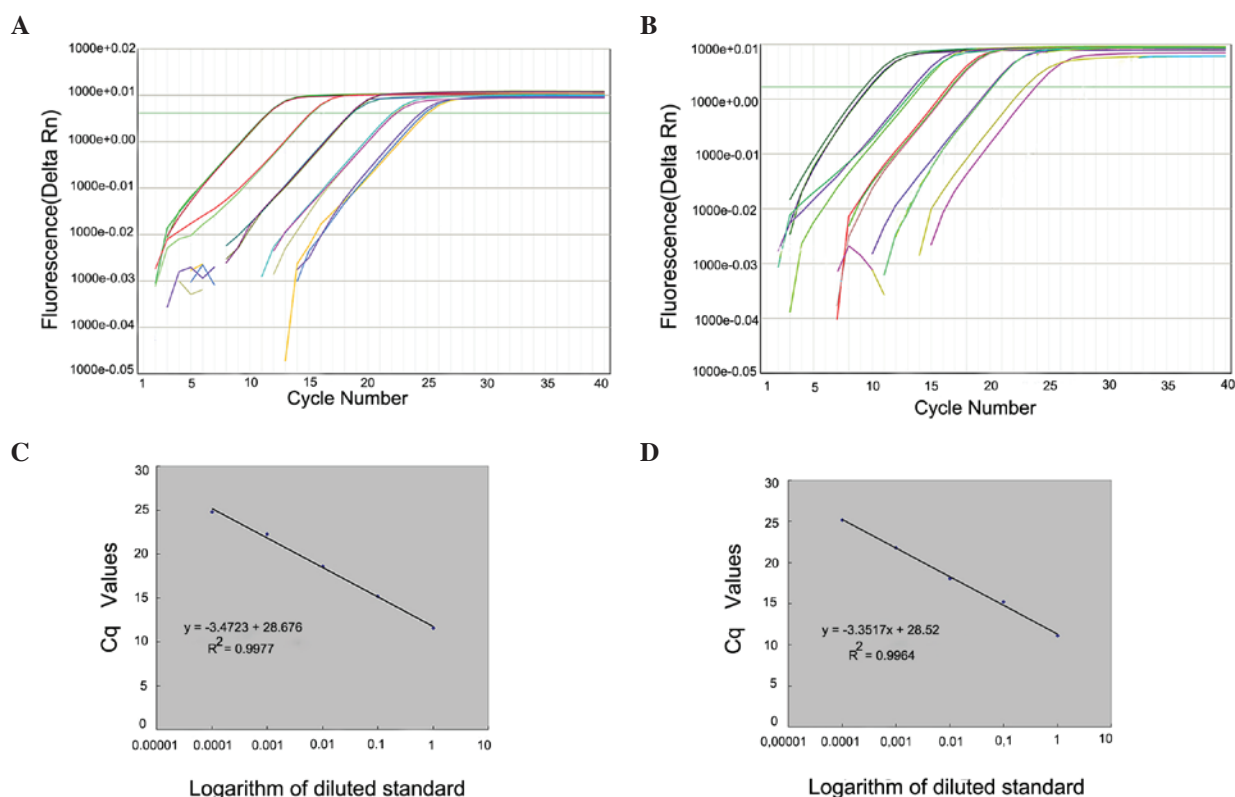 A
Fluorescence(Delta Rn)
1000e+0.02
1000e+0.01
1000e+0.00
1000e-0.01
1000e-0.02
1000e-0.03
1000e-0.04
1000e-0.05
1 5 10 15 20 25 30 35 40
Cycle Number
B
Fluorescence(Delta Rn)
1000e+0.01
1000e+0.00
1000e-0.01
1000e-0.02
1000e-0.03
1000e-0.04
1000e-0.05
1 5 10 15 20 25 30 35 40
Cycle Number
C
Cq Values
30
25
20
15
10
5
0
y = -3.4723 + 28.676
R2 = 0.9977
0.00001 0.0001 0.001 0.01 0,1 1 10
Logarithm of diluted standard
D
Cq Values
30
25
20
15
10
5
0
y = -3.3517x + 28.52
R2 = 0.9964
0,00001 0.0001 0.001 0.01 0,1 1 10
Logarithm of diluted standard